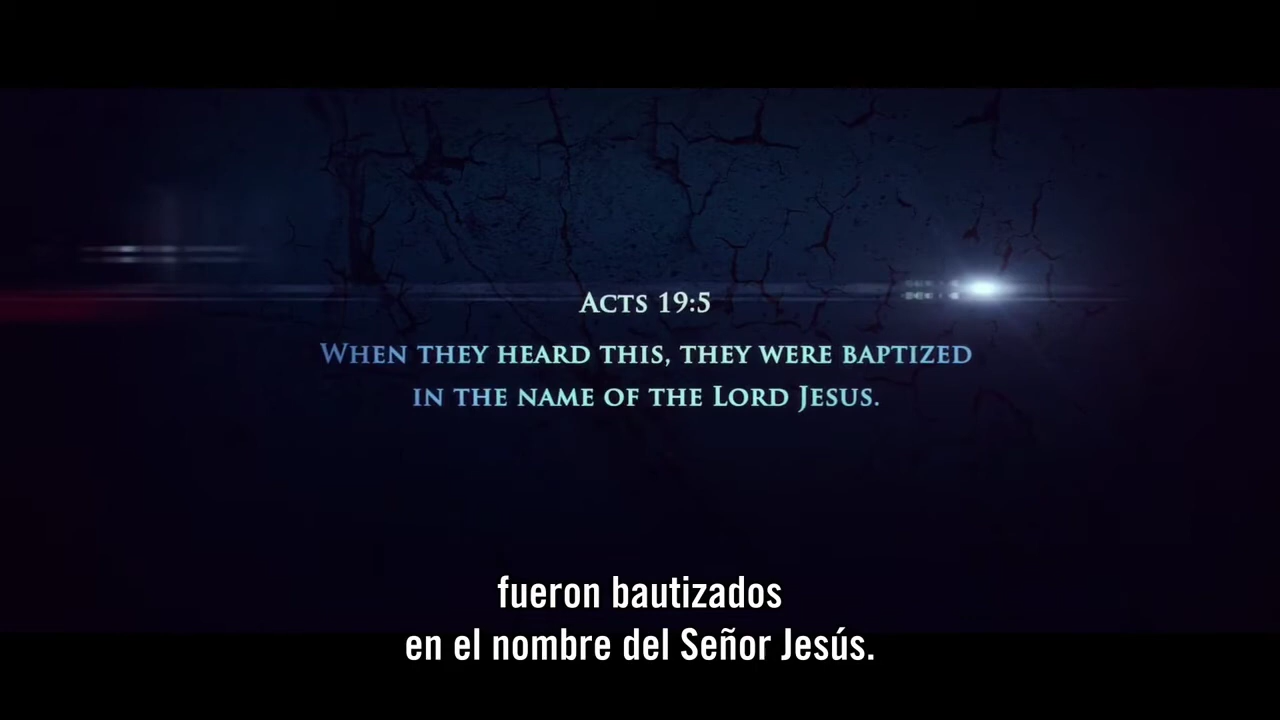 Acts 19:5
When they heard this, they were baptized
in the name of the Lord Jesus.
fueron bautizados
en el nombre del Señor Jesús.